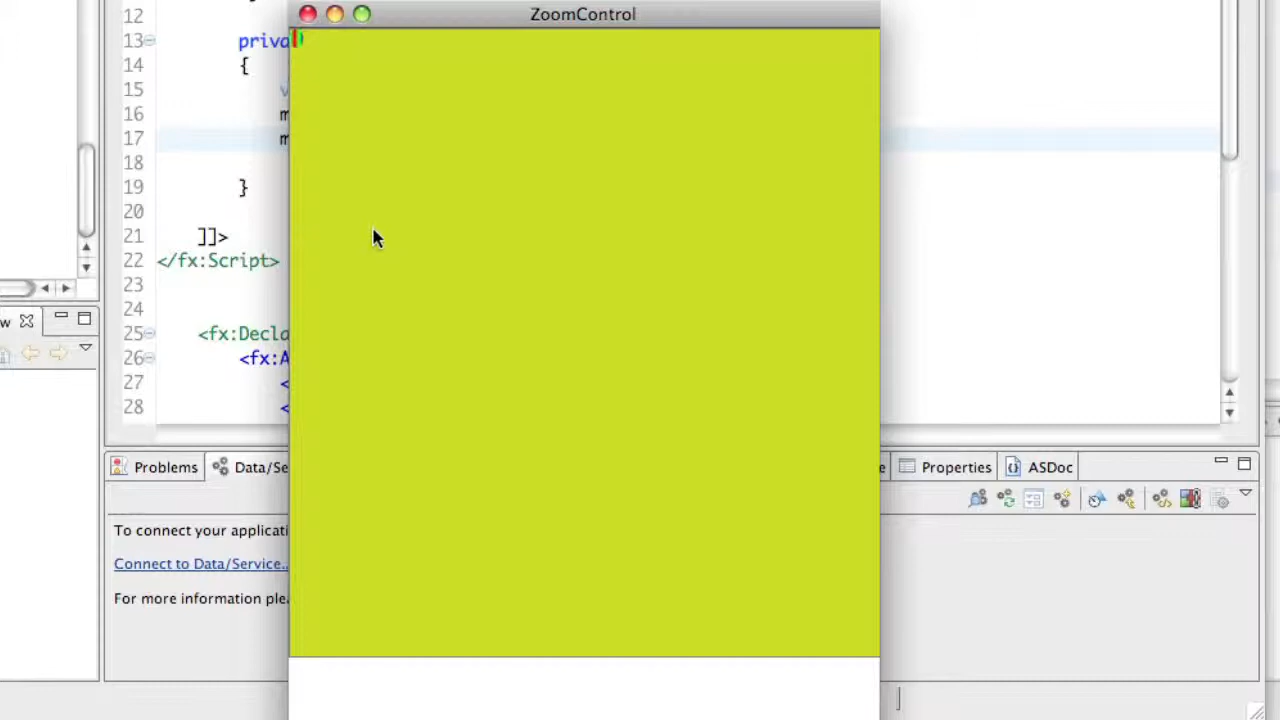 ZoomControl
12
13 priva
14 {
15 v
16 m
17 m
18
19 }
20
21 ]]>
22 </fx:Script>
23
24
25 <fx:Decla
26 <fx:A
27 <
28 <
w
Problems Data/Se e Properties ASDoc
To connect your applicati
Connect to Data/Service..
For more information plea